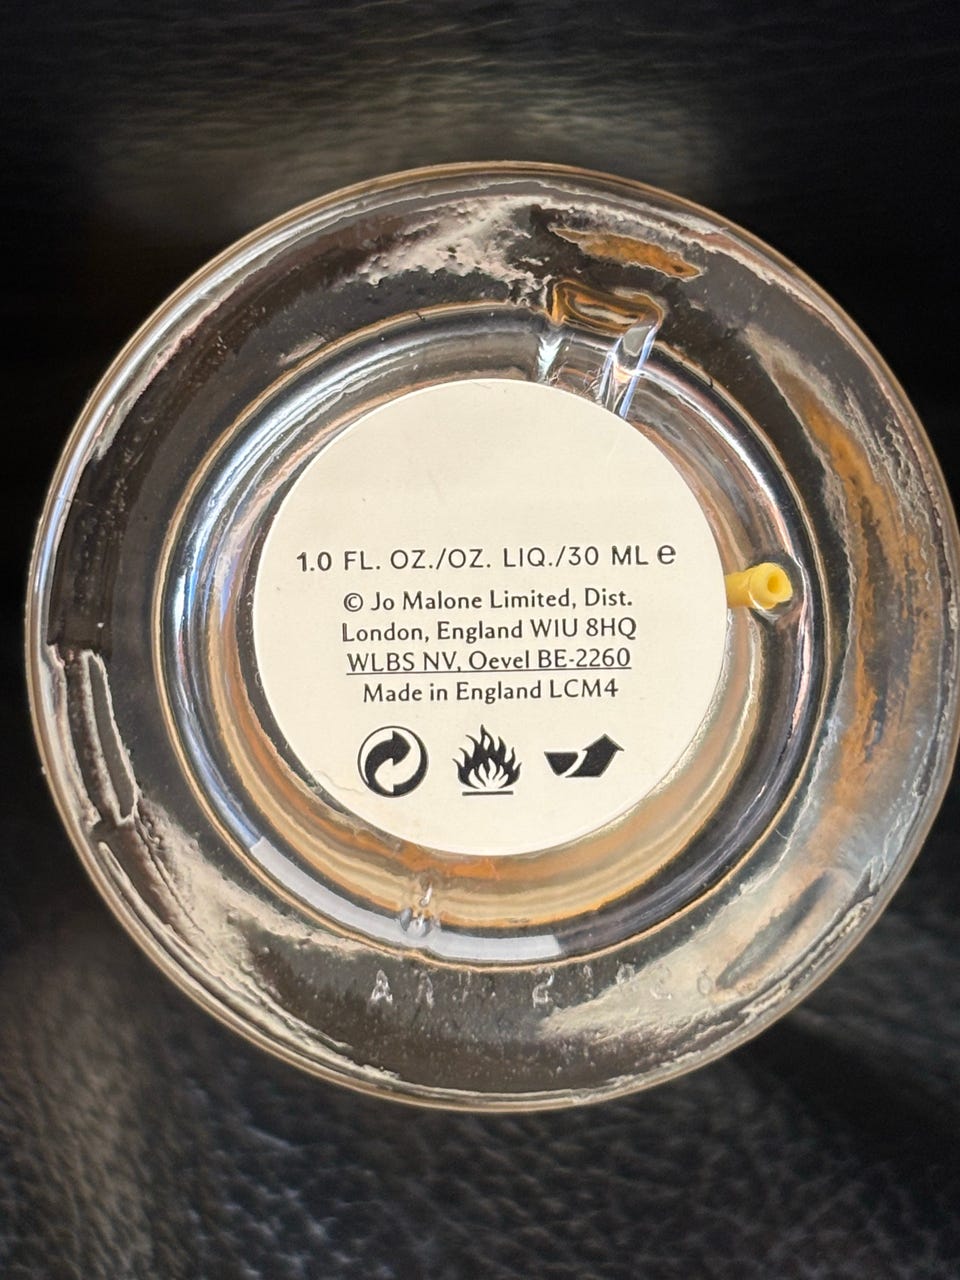 1.0 FL. OZ./OZ. LIQ./30 ML e
© Jo Malone Limited, Dist.
London, England WIU 8HQ
WLBS NV, Oevel BE-2260
Made in England LCM4